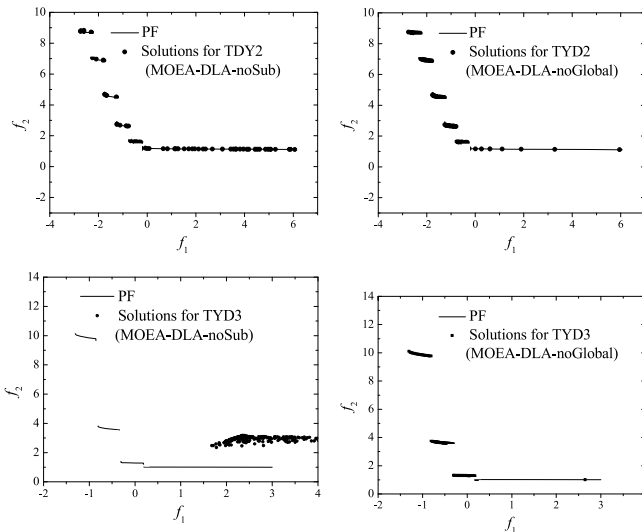 10
8
6
4
2
0
-2
f₂
PF
Solutions for TDY2
(MOEA-DLA-noSub)
-4 -2 0 2 4 6
f₁
10
8
6
4
2
0
-2
f₂
PF
Solutions for TYD2
(MOEA-DLA-noGlobal)
-4 -2 0 2 4 6
f₁
14
12
10
8
6
4
2
0
f₂
PF
Solutions for TYD3
(MOEA-DLA-noSub)
-2 -1 0 1 2 3 4
f₁
14
12
10
8
6
4
2
0
f₂
PF
Solutions for TYD3
(MOEA-DLA-noGlobal)
-2 -1 0 1 2 3 4
f₁